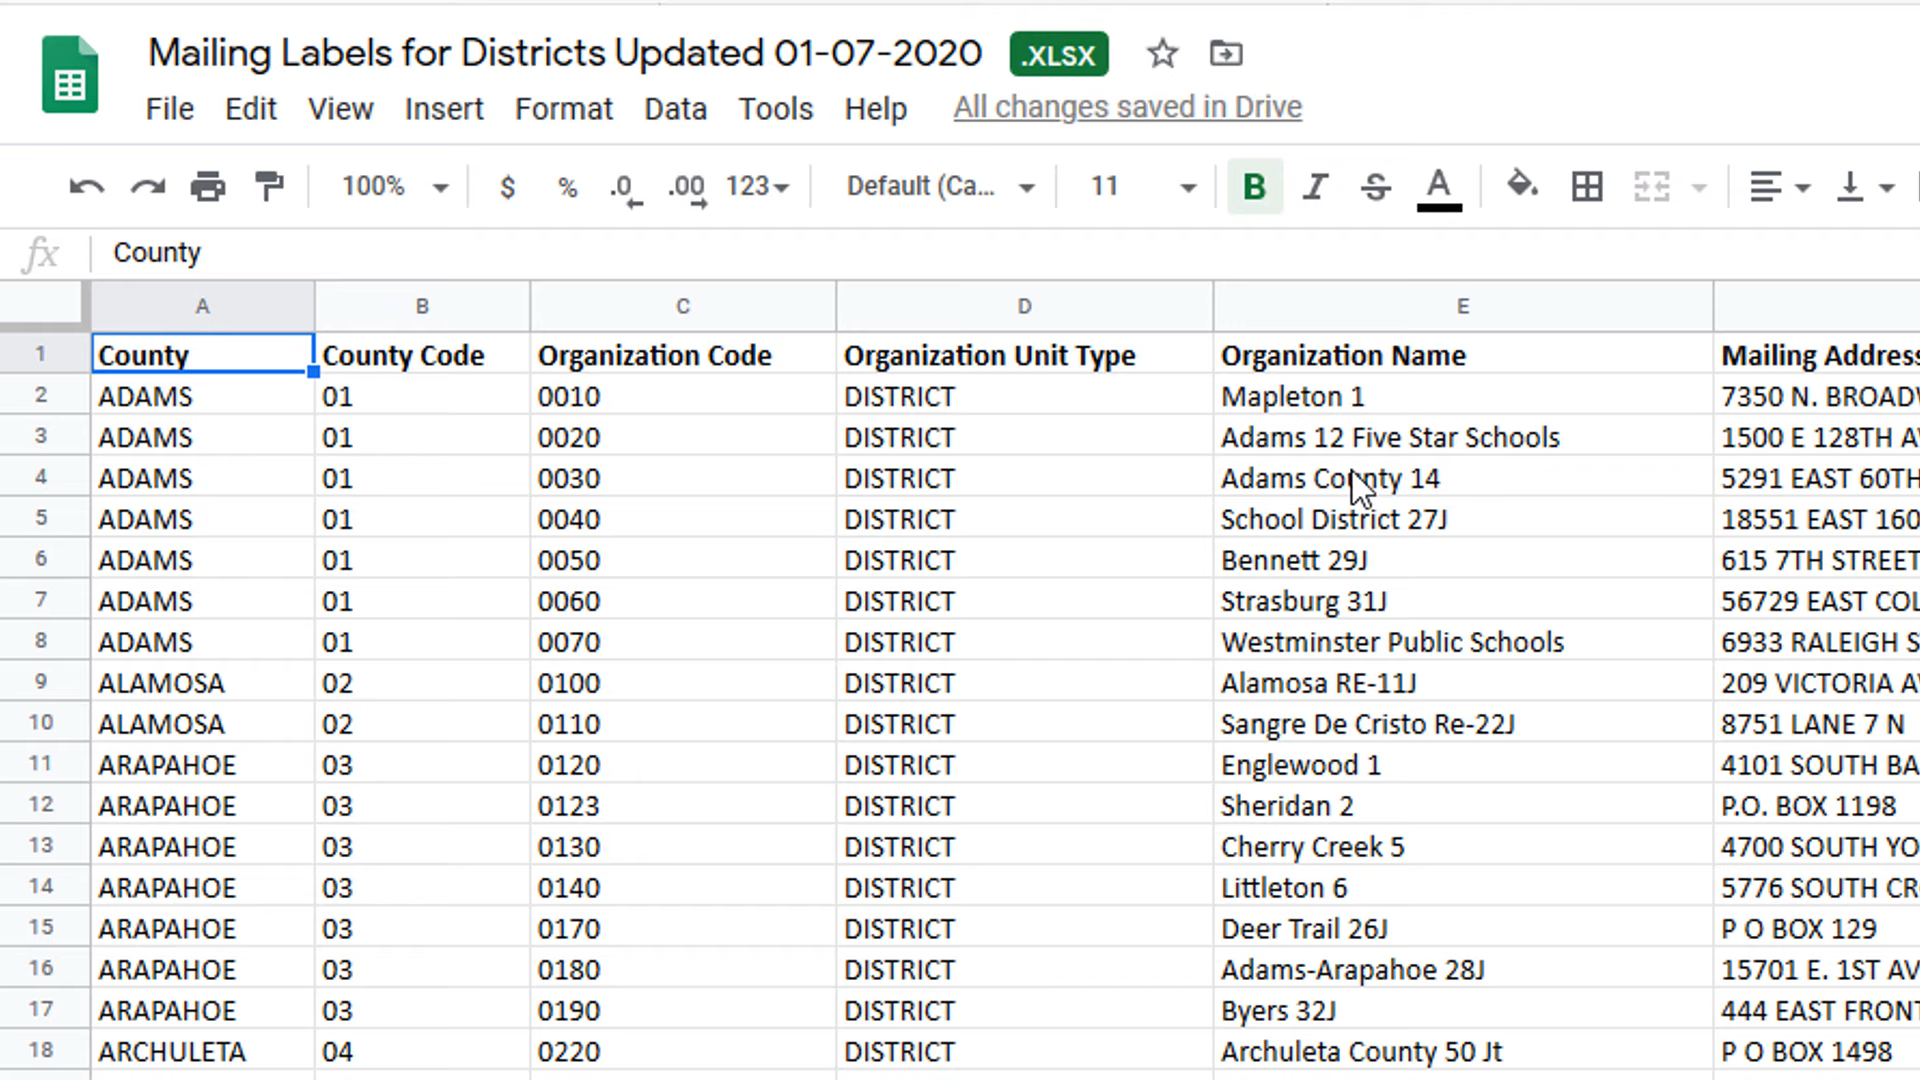 Mailing Labels for Districts Updated 01-07-2020 .XLSX
File Edit View Insert Format Data Tools Help All changes saved in Drive
100% $ % .0 .00 123 Default (Ca... 11 B I S A
fx County
A B C D E
1 County County Code Organization Code Organization Unit Type Organization Name Mailing Address
2 ADAMS 01 0010 DISTRICT Mapleton 1 7350 N. BROADW
3 ADAMS 01 0020 DISTRICT Adams 12 Five Star Schools 1500 E 128TH AV
4 ADAMS 01 0030 DISTRICT Adams County 14 5291 EAST 60TH
5 ADAMS 01 0040 DISTRICT School District 27J 18551 EAST 160
6 ADAMS 01 0050 DISTRICT Bennett 29J 615 7TH STREET
7 ADAMS 01 0060 DISTRICT Strasburg 31J 56729 EAST COL
8 ADAMS 01 0070 DISTRICT Westminster Public Schools 6933 RALEIGH S
9 ALAMOSA 02 0100 DISTRICT Alamosa RE-11J 209 VICTORIA AV
10 ALAMOSA 02 0110 DISTRICT Sangre De Cristo Re-22J 8751 LANE 7 N
11 ARAPAHOE 03 0120 DISTRICT Englewood 1 4101 SOUTH BA
12 ARAPAHOE 03 0123 DISTRICT Sheridan 2 P.O. BOX 1198
13 ARAPAHOE 03 0130 DISTRICT Cherry Creek 5 4700 SOUTH YO
14 ARAPAHOE 03 0140 DISTRICT Littleton 6 5776 SOUTH CR
15 ARAPAHOE 03 0170 DISTRICT Deer Trail 26J P O BOX 129
16 ARAPAHOE 03 0180 DISTRICT Adams-Arapahoe 28J 15701 E. 1ST AV
17 ARAPAHOE 03 0190 DISTRICT Byers 32J 444 EAST FRONT
18 ARCHULETA 04 0220 DISTRICT Archuleta County 50 Jt P O BOX 1498